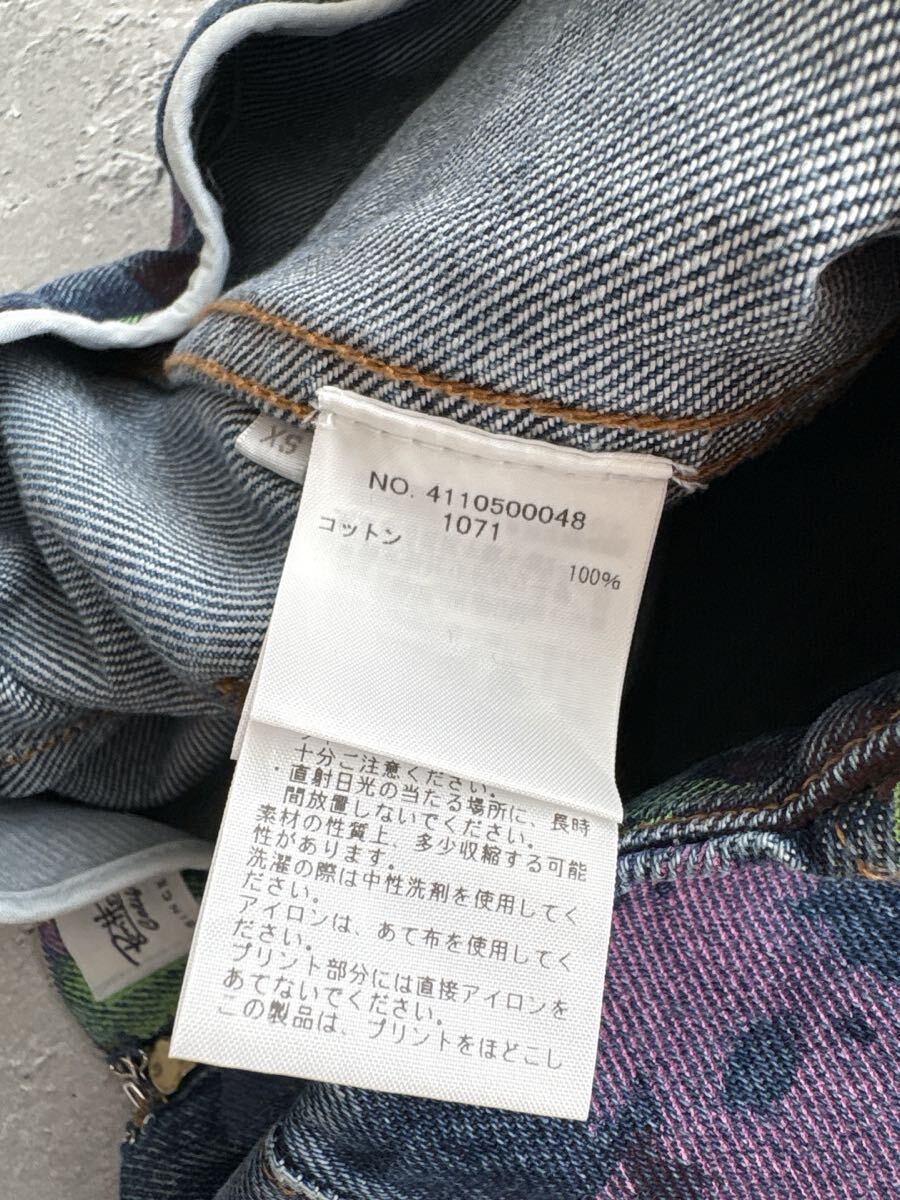 XS
NO. 4110500048
1071
コットン
100%
十分ご注意ください。
・直射日光の当たる場所に、長時
間放置しないでください。
素材の性質上、多少収縮する可能
性があります。
洗濯の際は中性洗剤を使用してく
ださい。
アイロンは、あて布を使用してく
ださい。
プリント部分には直接アイロンを
あてないでください。
この製品は、プリントをほどこし